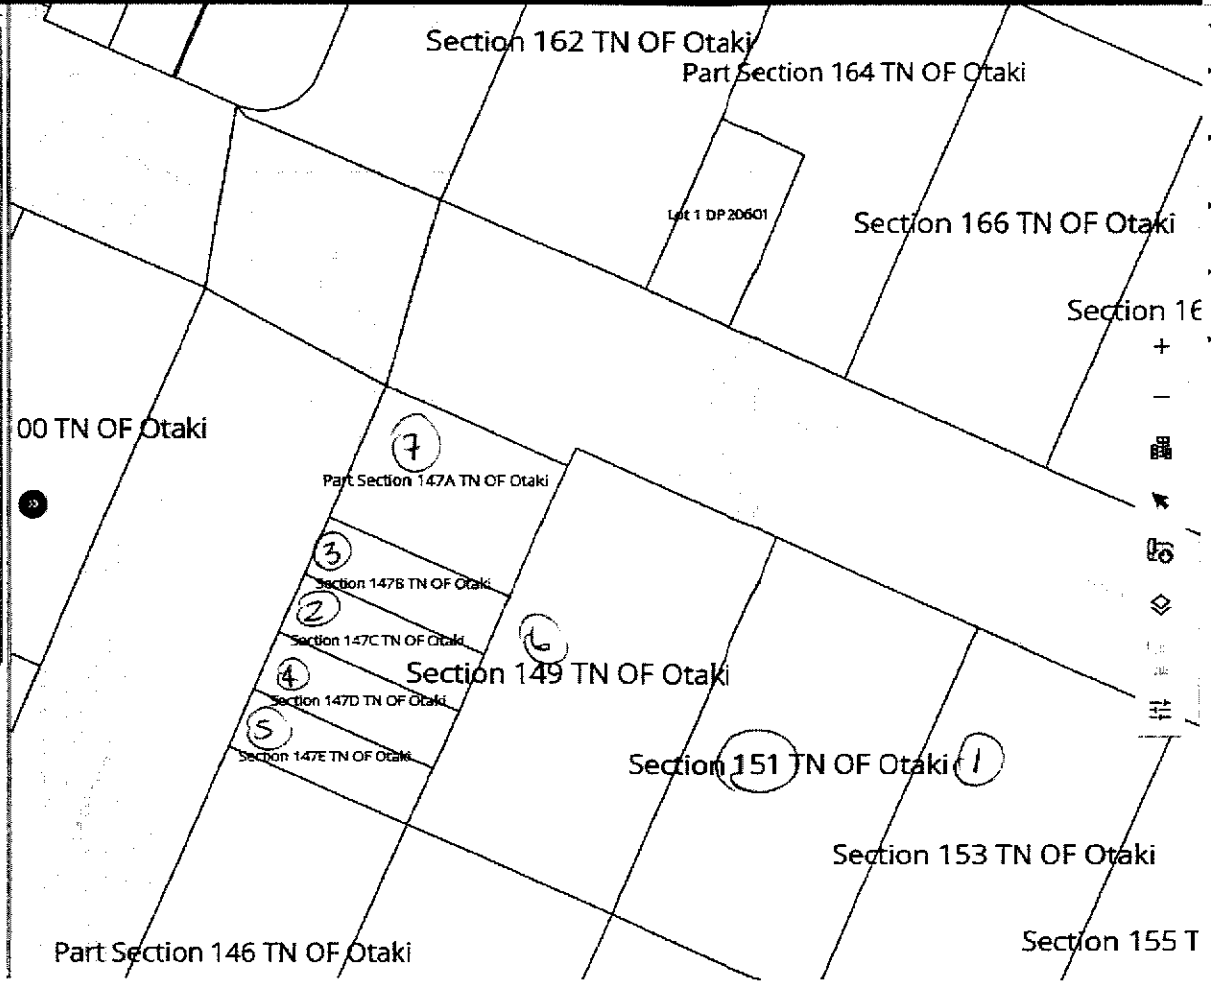 Section 162 TN OF Otaki
Part Section 164 TN OF Otaki
Lot 1 DP 20601
Section 166 TN OF Otaki
Section 16
00 TN OF Otaki
7
Part Section 147A TN OF Otaki
3
Section 147B TN OF Otaki
2
Section 147C TN OF Otaki
6
4
Section 149 TN OF Otaki
Section 147D TN OF Otaki
5
Section 147E TN OF Otaki
Section 151 TN OF Otaki 1
Section 153 TN OF Otaki
Section 155 T
Part Section 146 TN OF Otaki